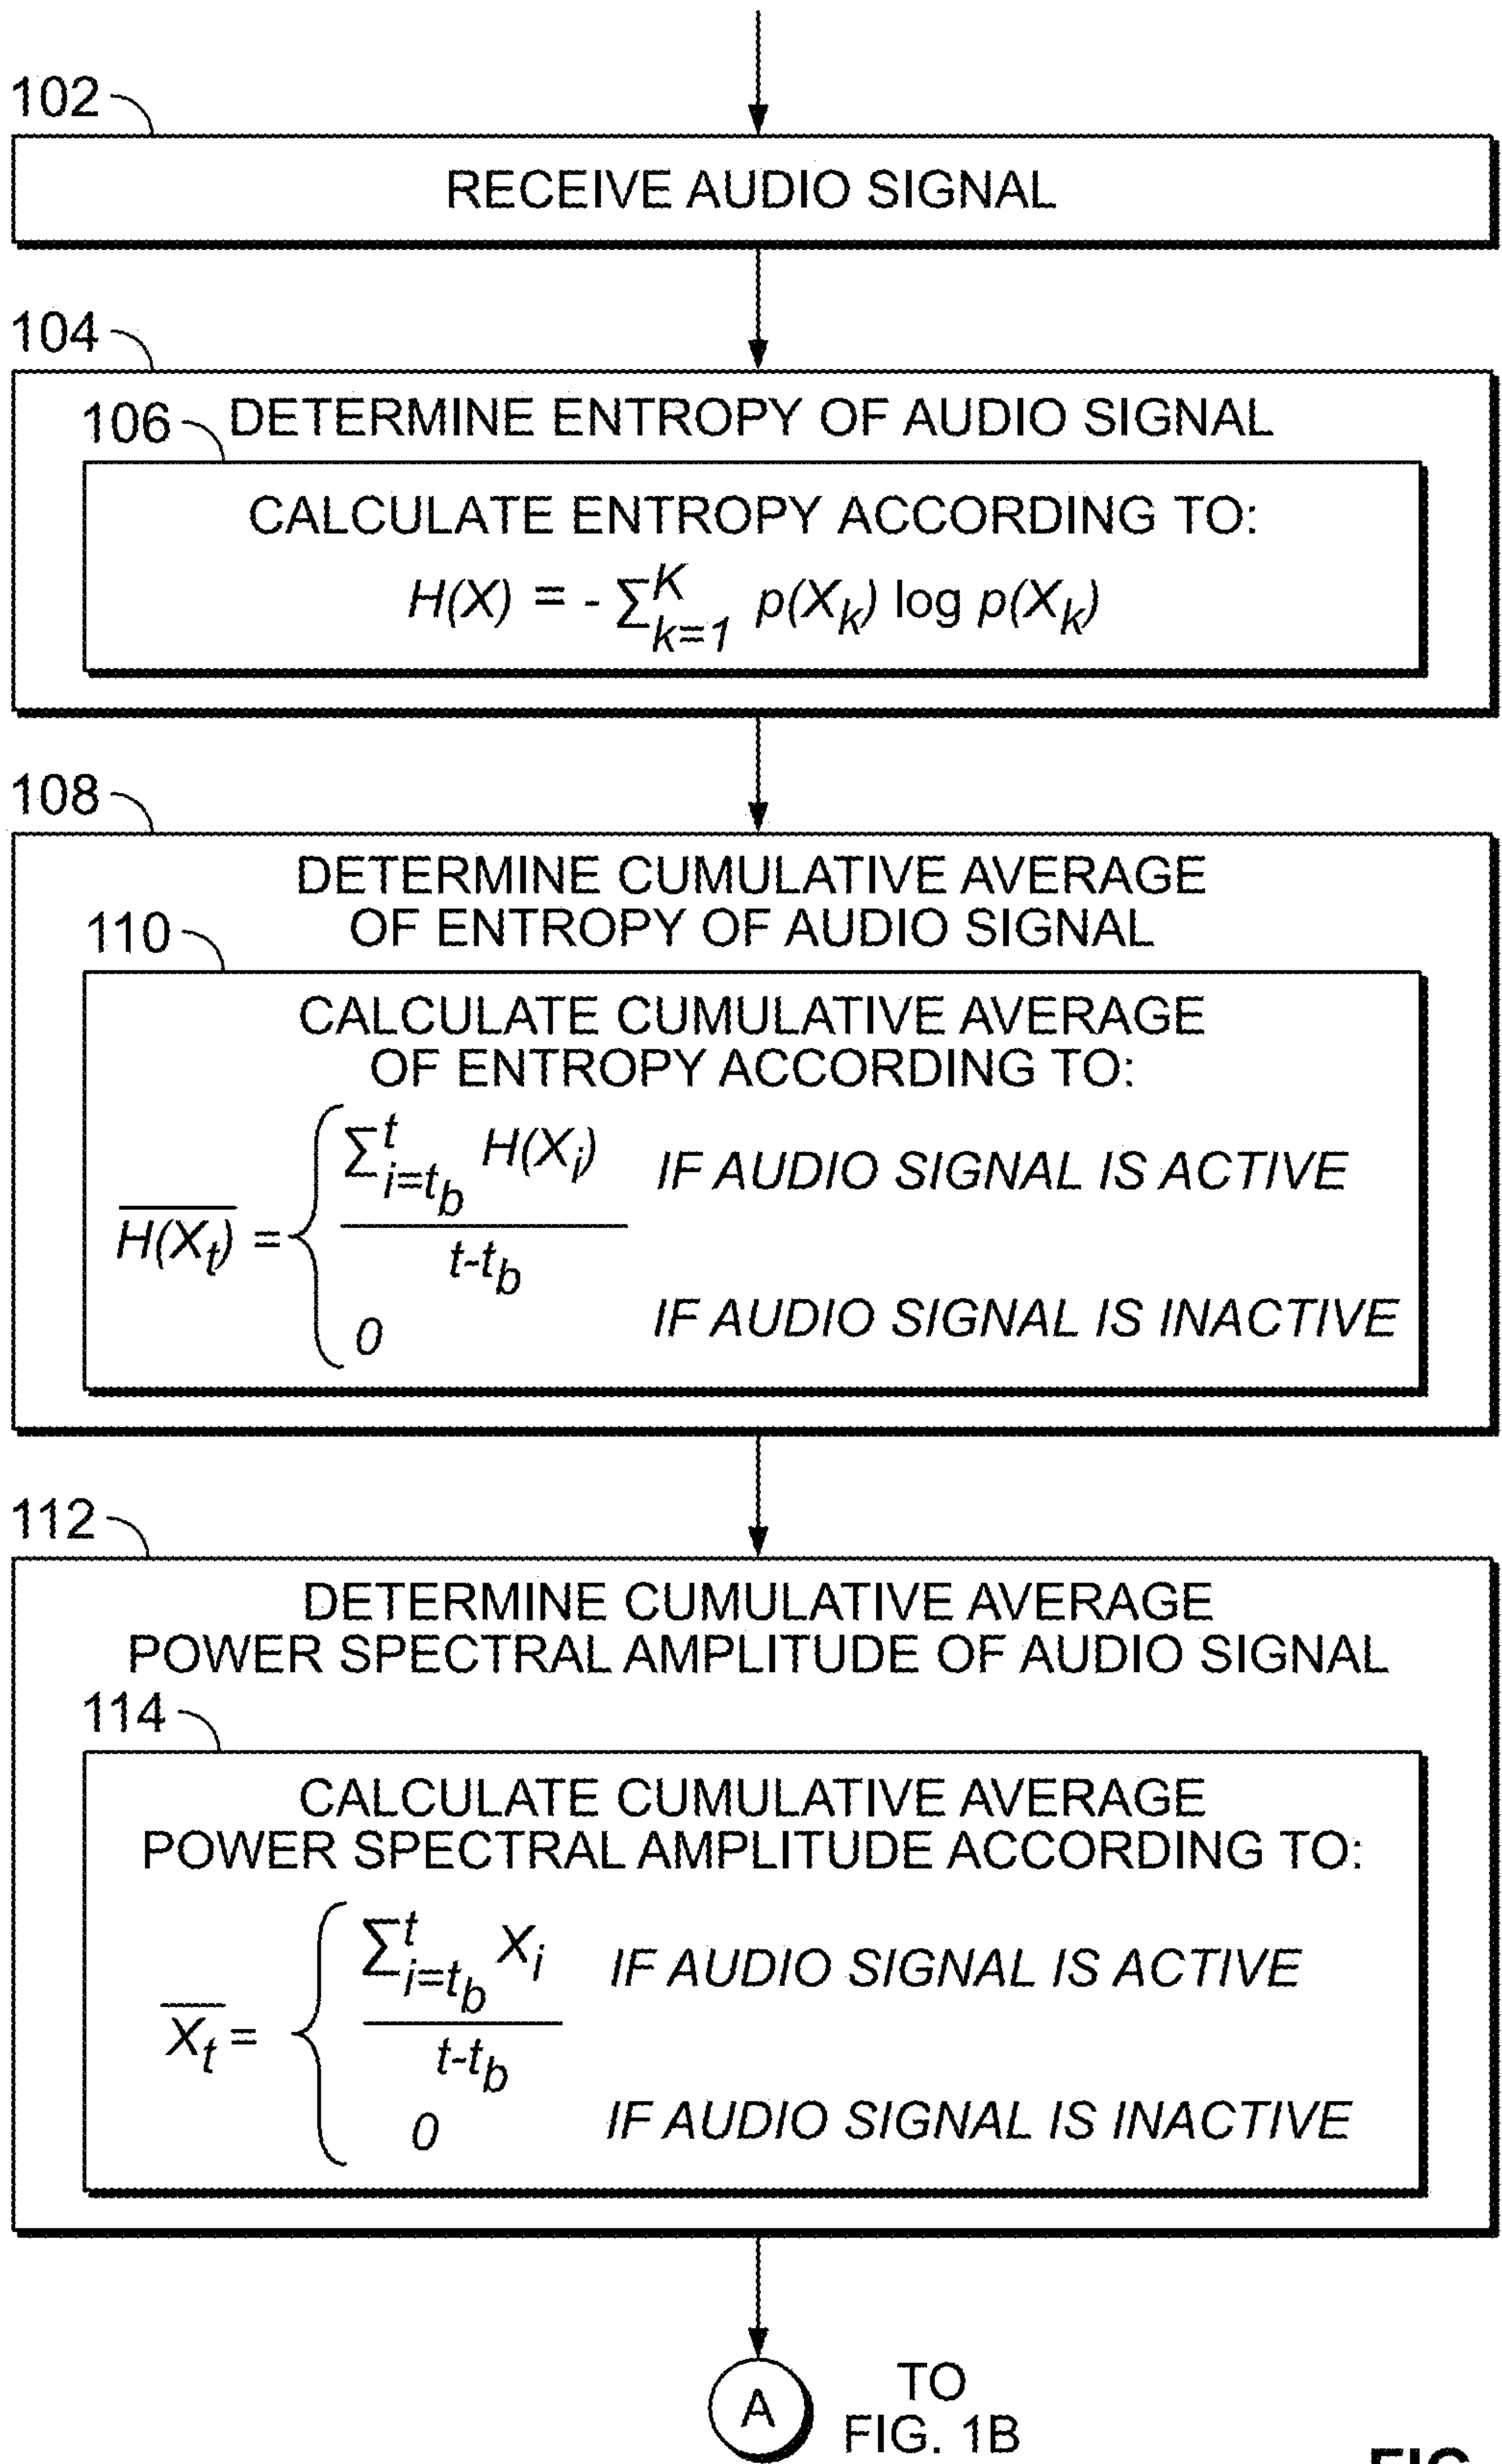 102
RECEIVE AUDIO SIGNAL
104
DETERMINE ENTROPY OF AUDIO SIGNAL
106
CALCULATE ENTROPY ACCORDING TO:
H(X) = - ∑_{k=1}^{K} p(X_k) log p(X_k)
108
DETERMINE CUMULATIVE AVERAGE
OF ENTROPY OF AUDIO SIGNAL
110
CALCULATE CUMULATIVE AVERAGE
OF ENTROPY ACCORDING TO:
∑_{i=t_b}^{t} H(X_i) IF AUDIO SIGNAL IS ACTIVE
\overline{H(X_t)} = {
t-t_b
0 IF AUDIO SIGNAL IS INACTIVE
112
DETERMINE CUMULATIVE AVERAGE
POWER SPECTRAL AMPLITUDE OF AUDIO SIGNAL
114
CALCULATE CUMULATIVE AVERAGE
POWER SPECTRAL AMPLITUDE ACCORDING TO:
∑_{i=t_b}^{t} X_i IF AUDIO SIGNAL IS ACTIVE
\overline{X_t} = {
t-t_b
0 IF AUDIO SIGNAL IS INACTIVE
A
TO
FIG. 1B